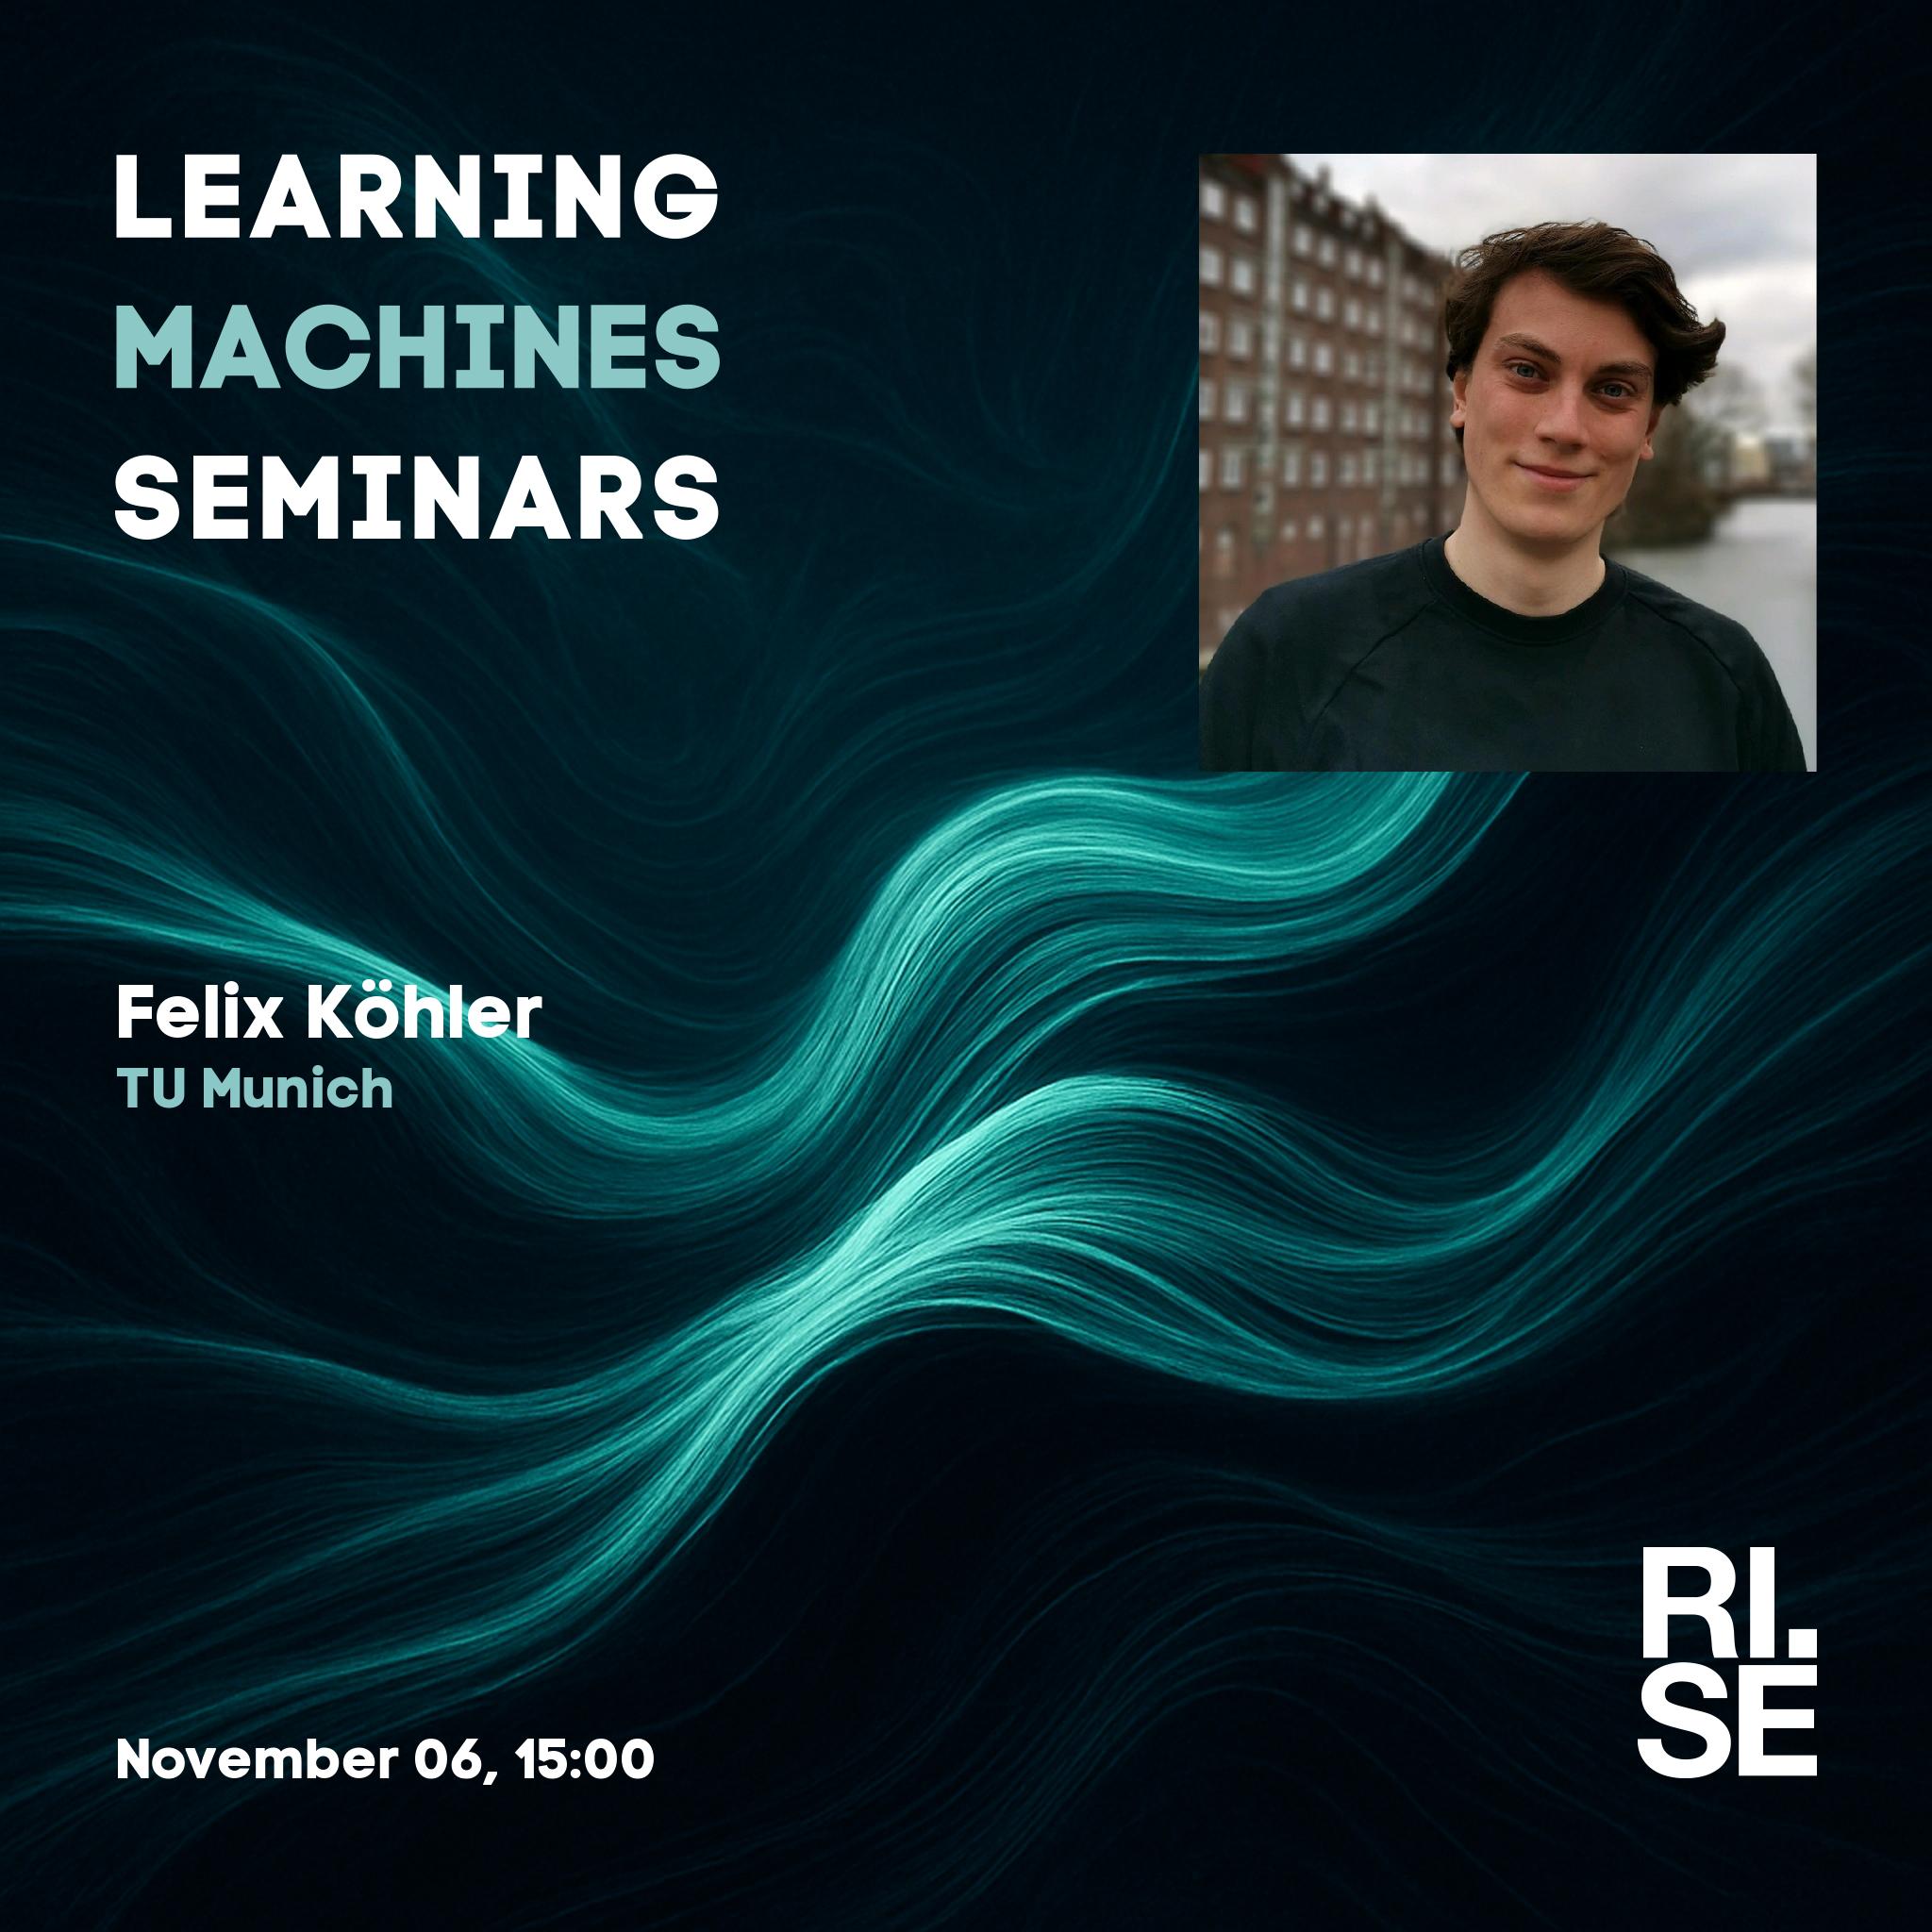 LEARNING
MACHINES
SEMINARS
Felix Köhler
TU Munich
November 06, 15:00
RI.
SE